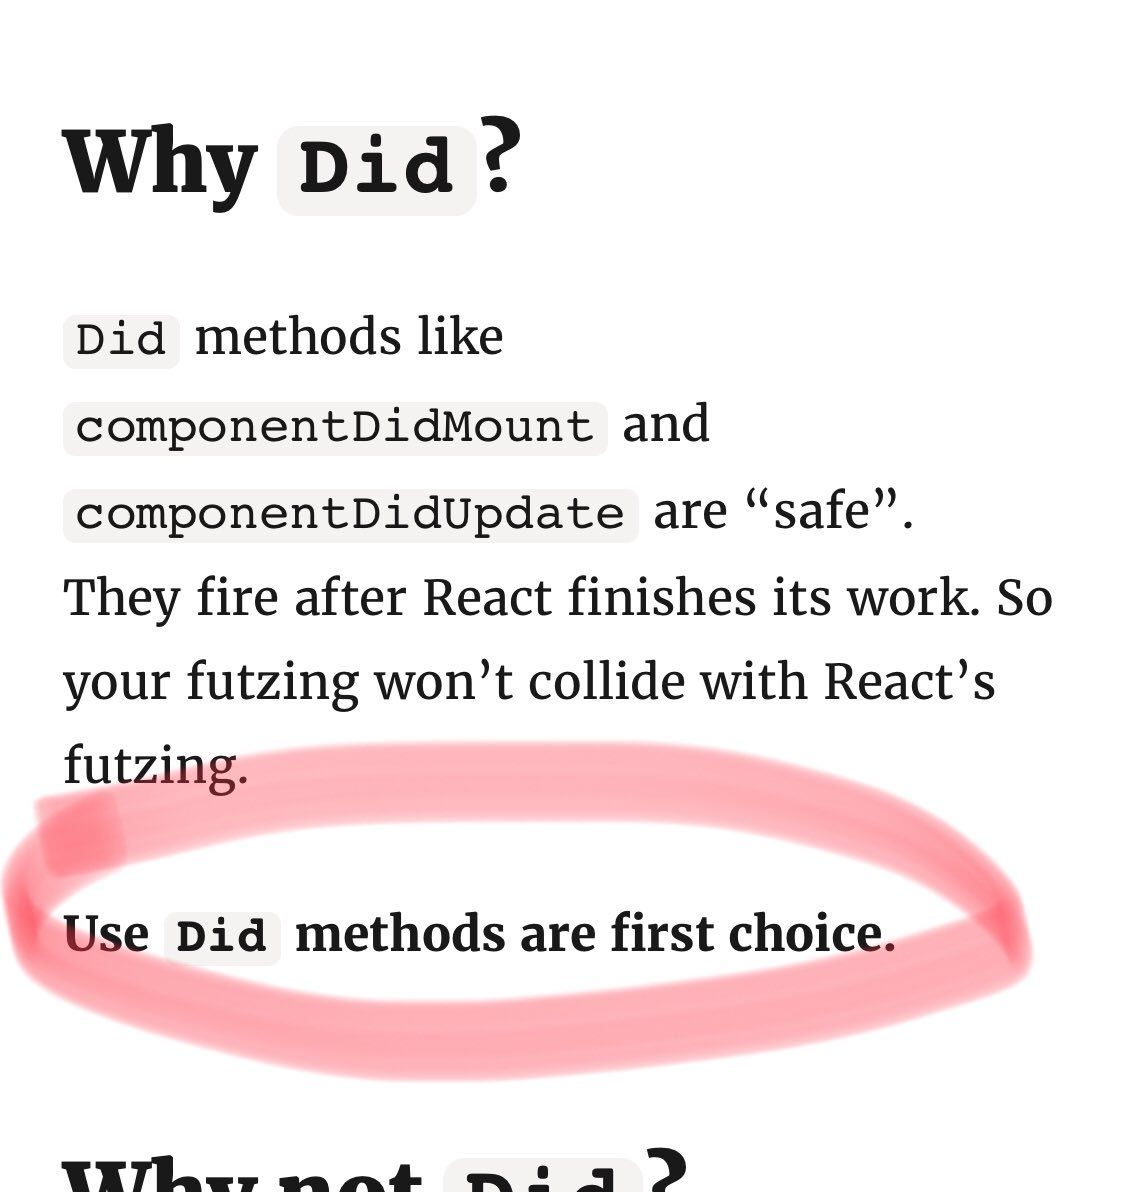 Why Did?
Did methods like
componentDidMount and
componentDidUpdate are “safe”.
They fire after React finishes its work. So
your futzing won’t collide with React’s
futzing.
Use Did methods are first choice.
Why not Did?